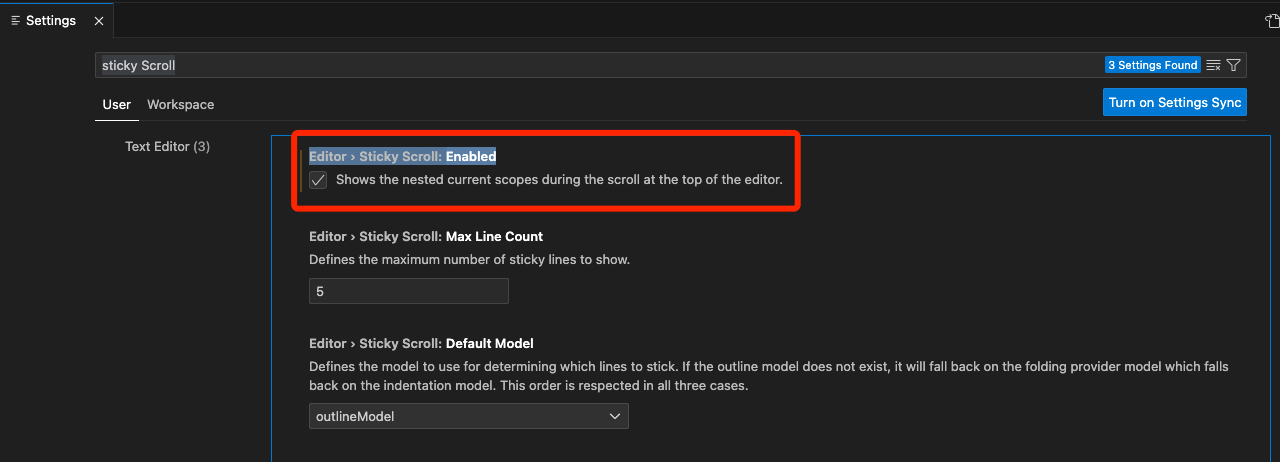 Settings
sticky Scroll
3 Settings Found
User Workspace
Turn on Settings Sync
Text Editor (3)
Editor › Sticky Scroll: Enabled
Shows the nested current scopes during the scroll at the top of the editor.
Editor › Sticky Scroll: Max Line Count
Defines the maximum number of sticky lines to show.
5
Editor › Sticky Scroll: Default Model
Defines the model to use for determining which lines to stick. If the outline model does not exist, it will fall back on the folding provider model which falls
back on the indentation model. This order is respected in all three cases.
outlineModel